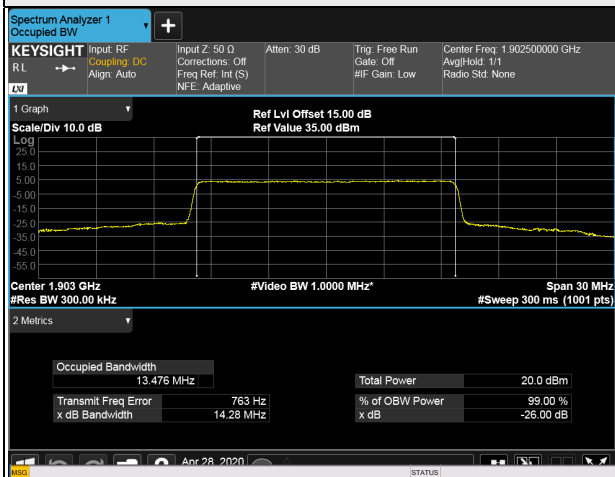 Spectrum Analyzer 1
Occupied BW
+
KEYSIGHT Input: RF Input Z: 50 Ω Atten: 30 dB Trig: Free Run Center Freq: 1.902500000 GHz
RL Coupling: DC Corrections: Off Gate: Off Avg|Hold: 1/1
Align: Auto Freq Ref: Int (S) #IF Gain: Low Radio Std: None
LXI NFE: Adaptive
1 Graph Ref Lvl Offset 15.00 dB
Scale/Div 10.0 dB Ref Value 35.00 dBm
Log
25.0
15.0
5.00
-5.00
-15.0
-25.0
-35.0
-45.0
-55.0
Center 1.903 GHz #Video BW 1.0000 MHz* Span 30 MHz
#Res BW 300.00 kHz #Sweep 300 ms (1001 pts)
2 Metrics
Occupied Bandwidth
13.476 MHz Total Power 20.0 dBm
Transmit Freq Error 763 Hz % of OBW Power 99.00 %
x dB Bandwidth 14.28 MHz x dB -26.00 dB
Apr 28, 2020
MSG STATUS